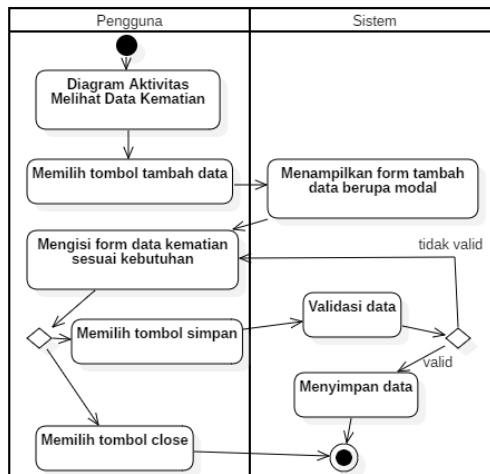 Pengguna
Sistem
Diagram Aktivitas
Melihat Data Kematian
Memilih tombol tambah data
Menampilkan form tambah
data berupa modal
Mengisi form data kematian
sesuai kebutuhan
tidak valid
Memilih tombol simpan
Validasi data
valid
Menyimpan data
Memilih tombol close